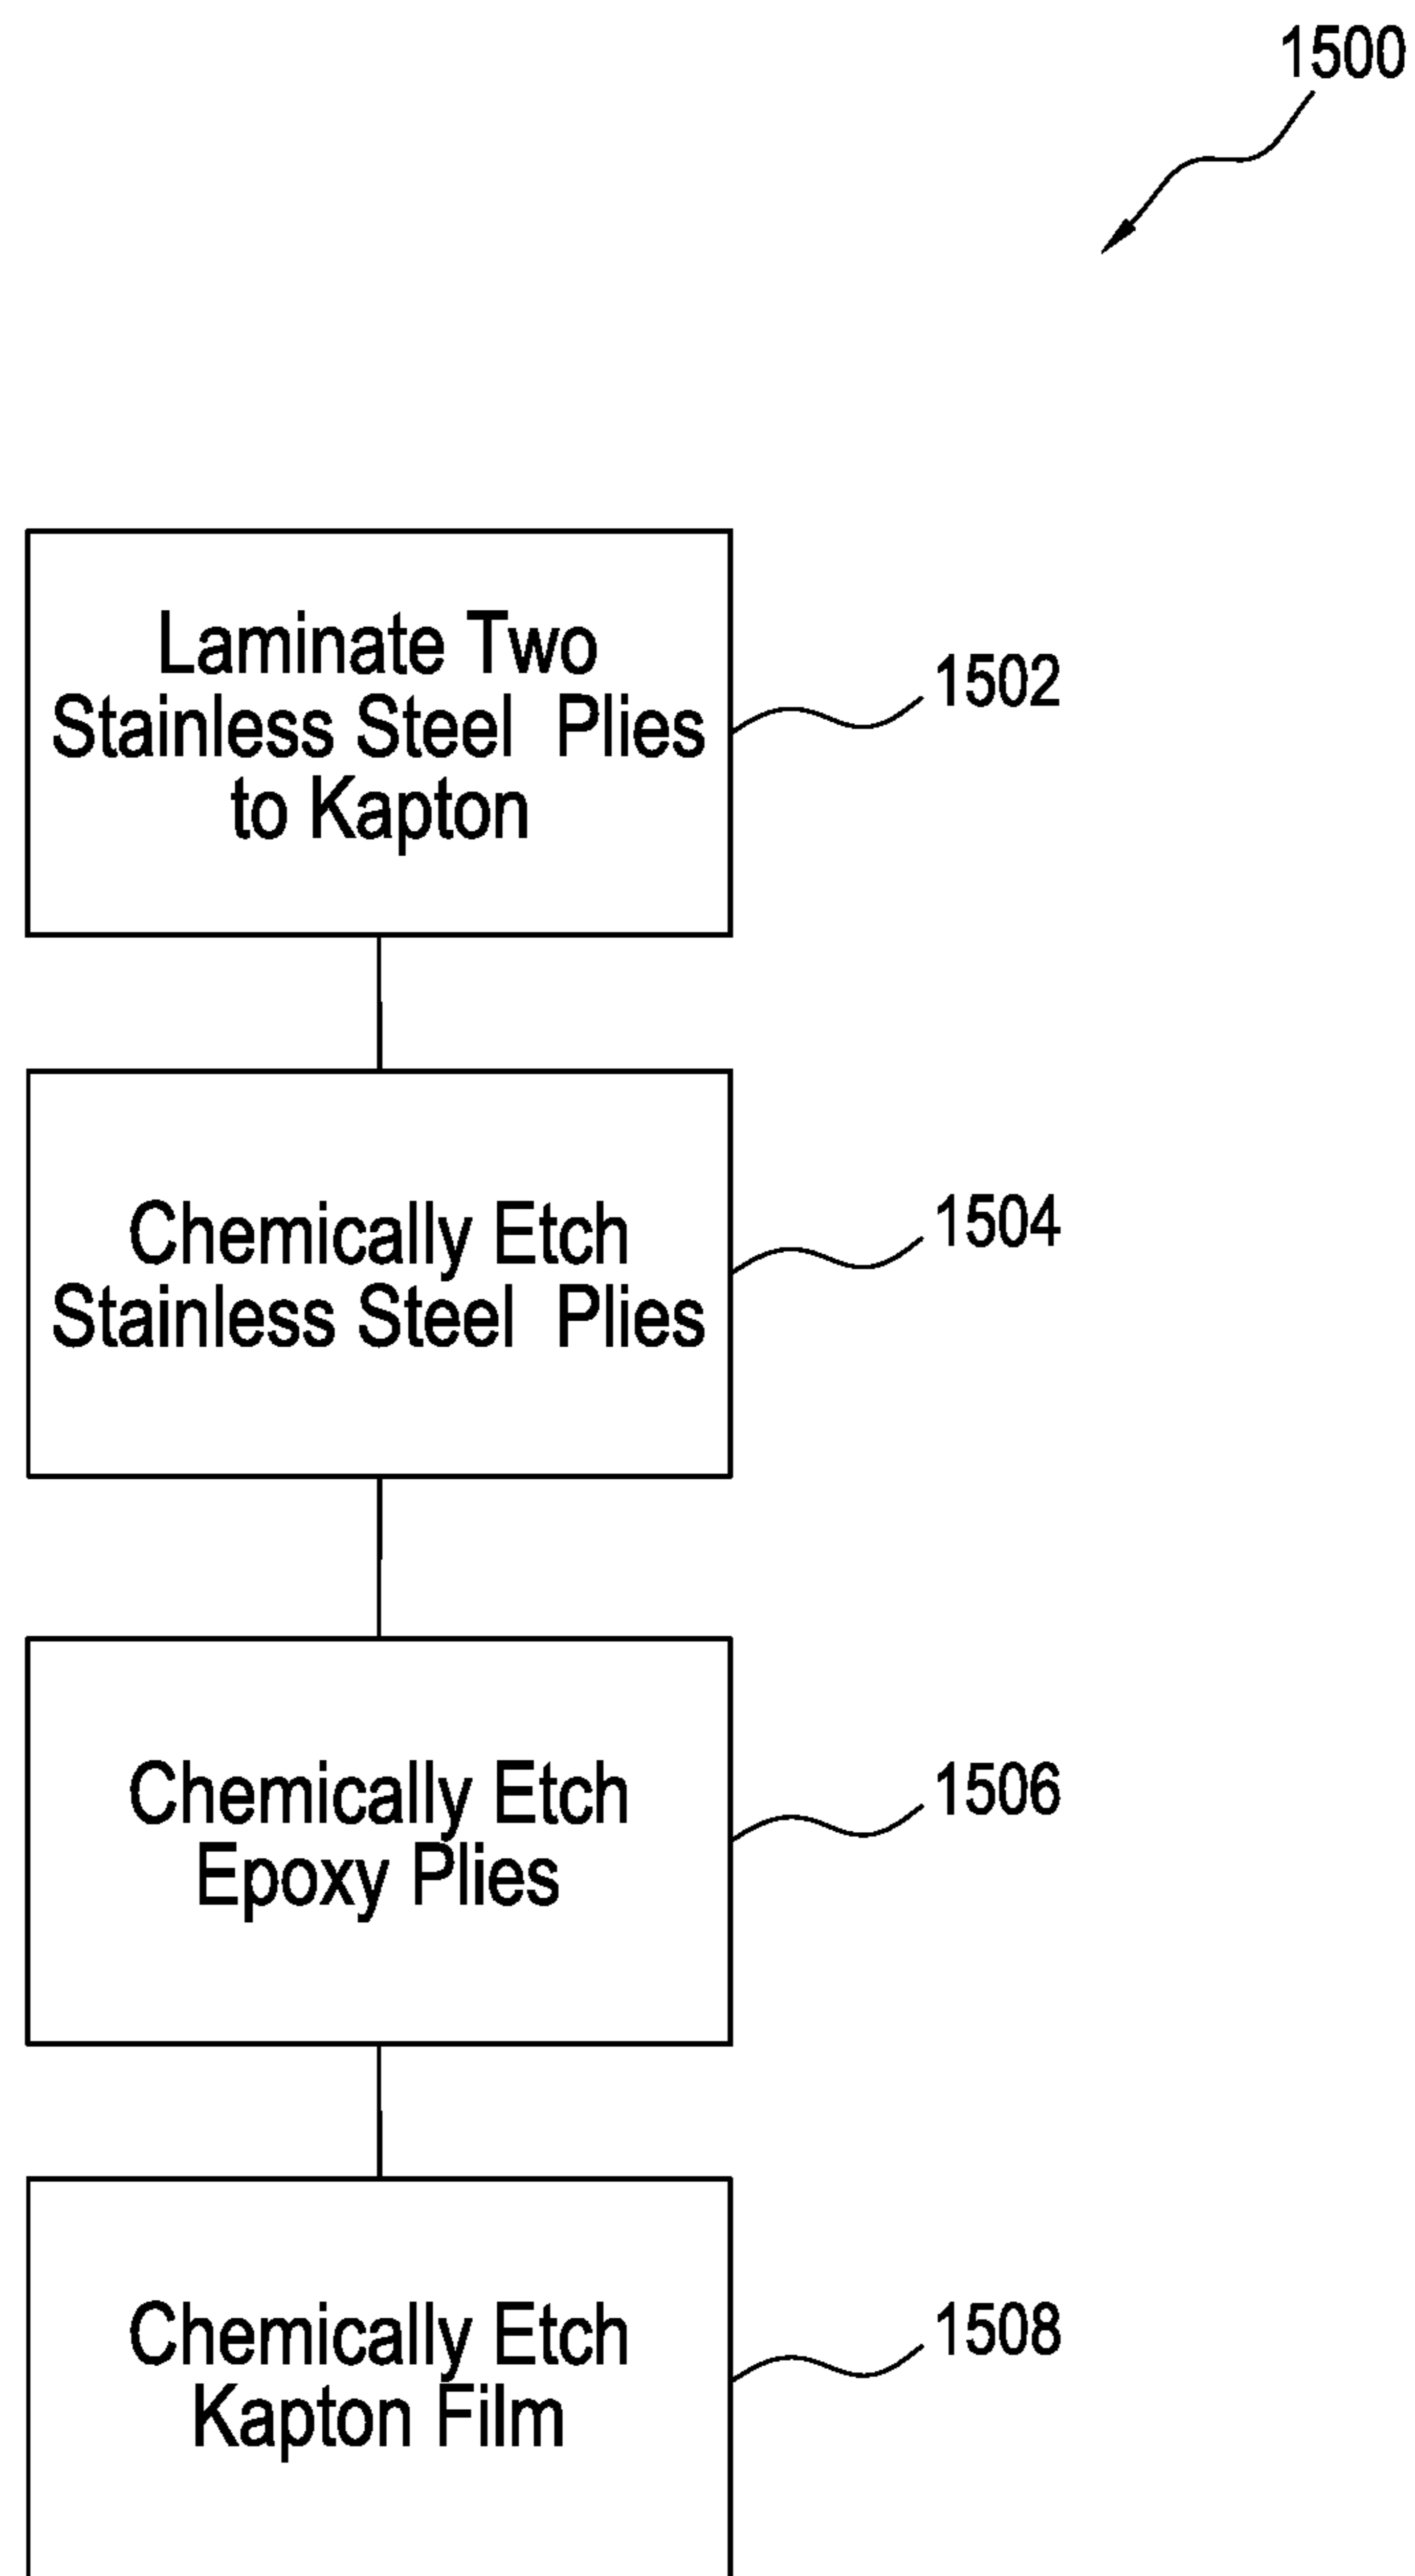 1500
Laminate Two
Stainless Steel Plies
to Kapton
1502
Chemically Etch
Stainless Steel Plies
1504
Chemically Etch
Epoxy Plies
1506
Chemically Etch
Kapton Film
1508